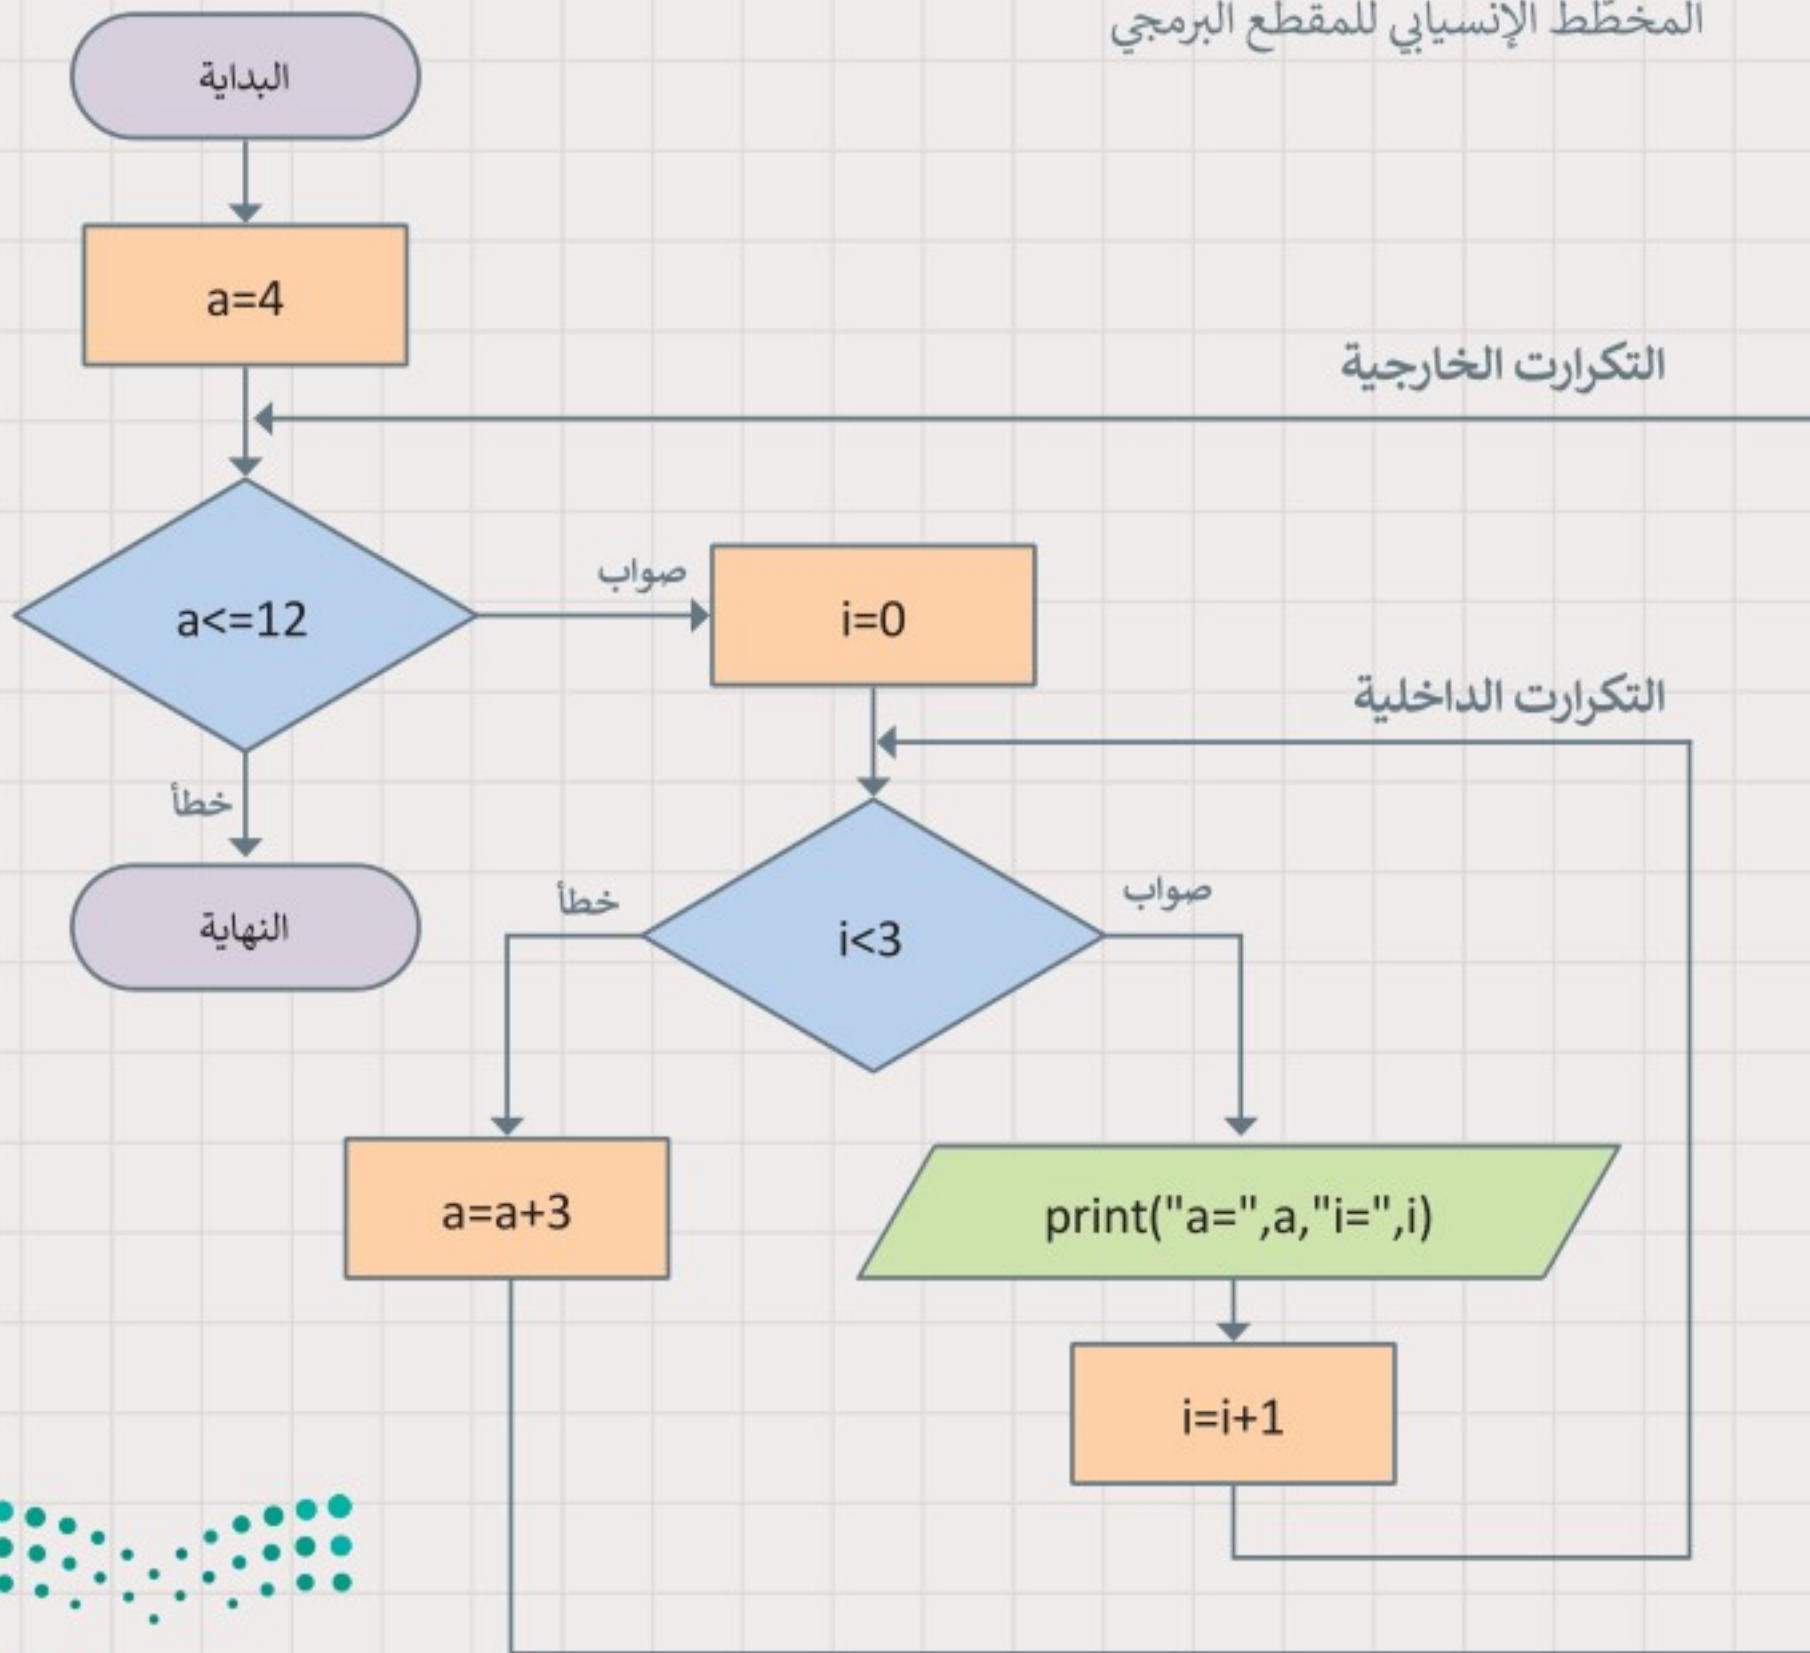 المخطّط الإنسيابي للمقطع البرمجي
البداية
a=4
التكرارت الخارجية
a<=12
صواب
i=0
التكرارت الداخلية
خطأ
النهاية
خطأ
i<3
صواب
a=a+3
print("a=",a,"i=",i)
i=i+1